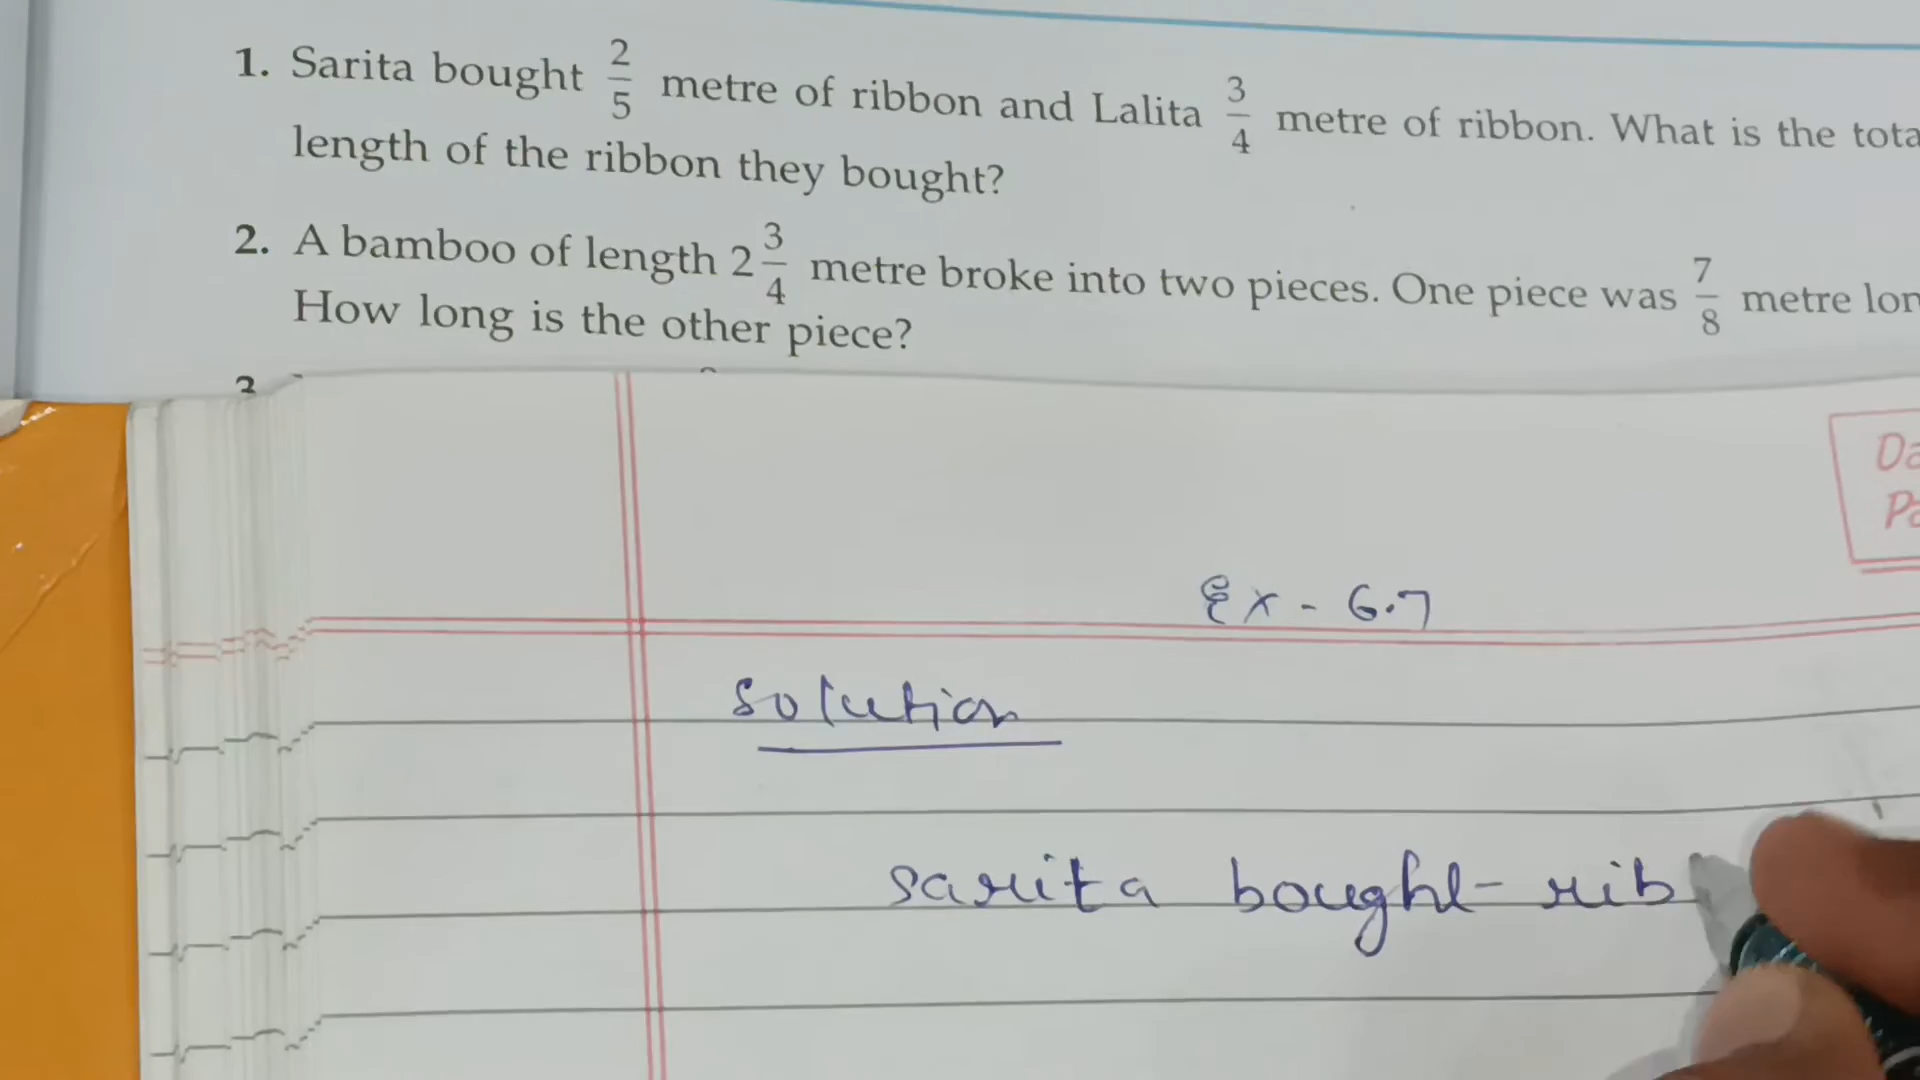 1. Sarita bought 2/5 metre of ribbon and Lalita 3/4 metre of ribbon. What is the tota
length of the ribbon they bought?
2. A bamboo of length 2 3/4 metre broke into two pieces. One piece was 7/8 metre lon
How long is the other piece?
Da
Pa
Ex - 6.7
Solution
Sarita bought rib